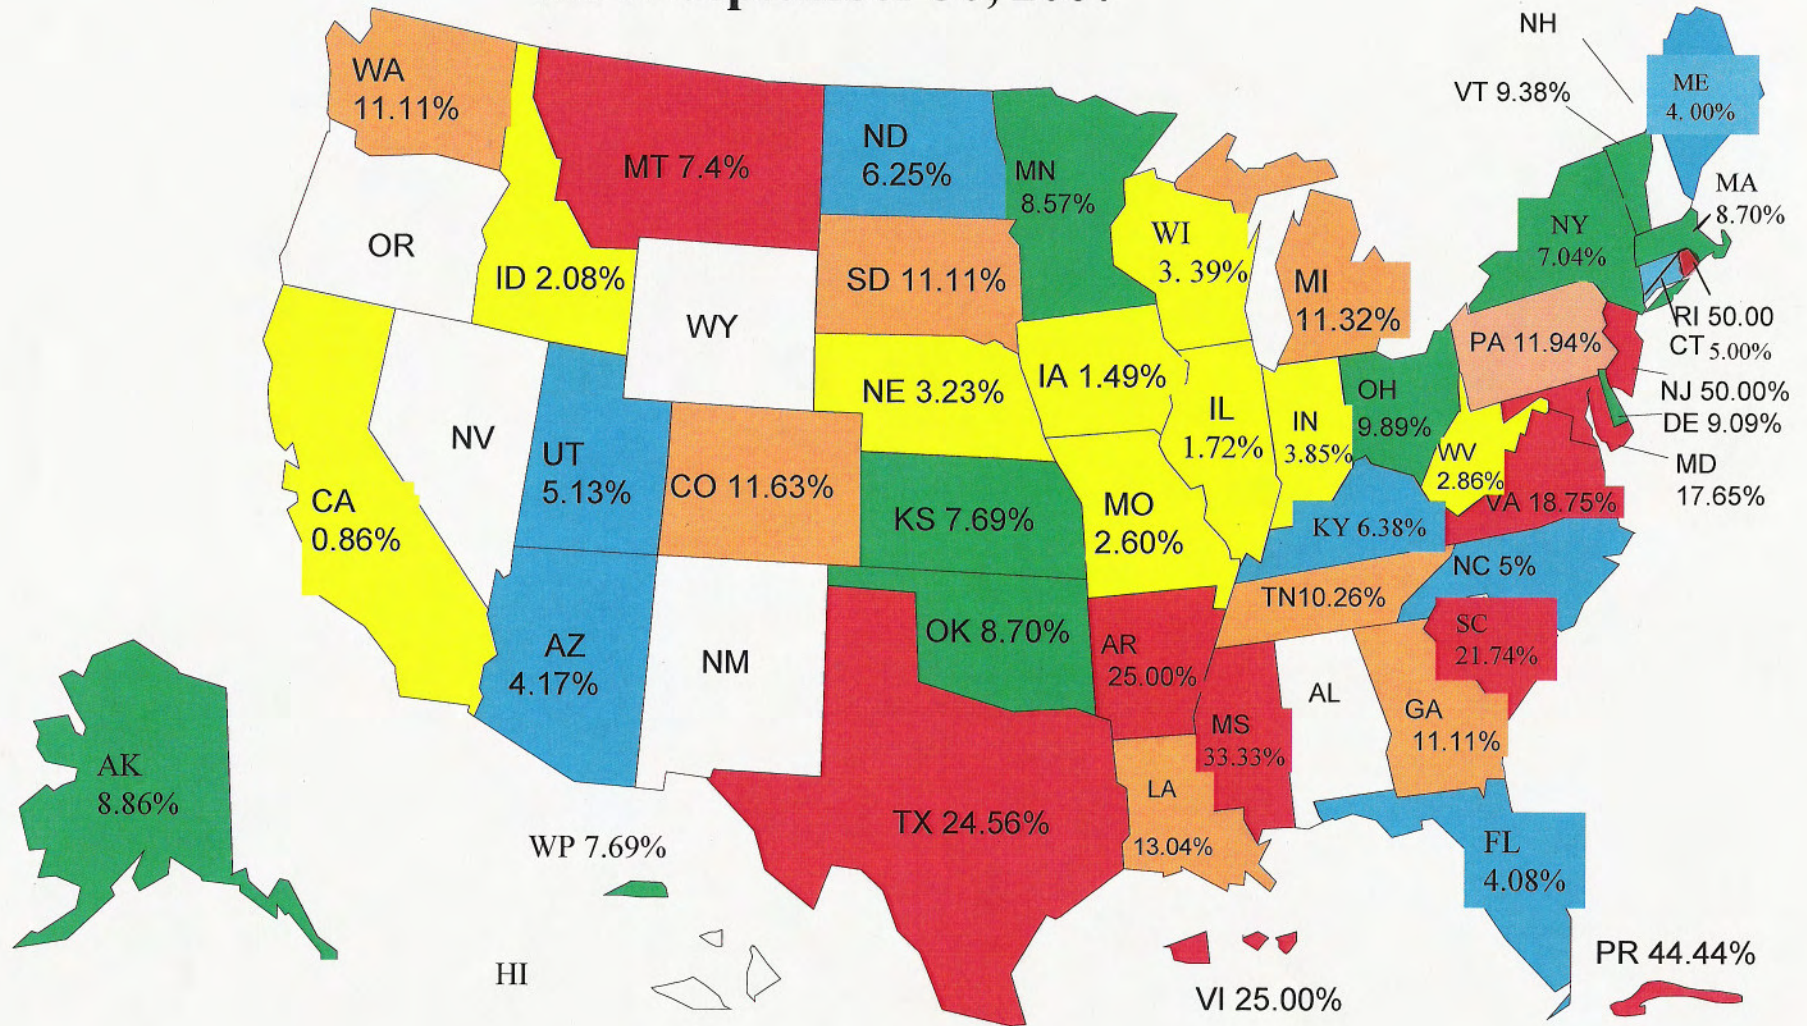 NH
VT 9.38%
ME
4. 00%
WA
11.11%
MT 7.4%
ND
6.25%
MN
8.57%
MA
8.70%
OR
ID 2.08%
WY
SD 11.11%
WI
3. 39%
MI
11.32%
NY
7.04%
PA 11.94%
RI 50.00
CT 5.00%
NJ 50.00%
DE 9.09%
MD
17.65%
NE 3.23%
IA 1.49%
IL
1.72%
IN
3.85%
OH
9.89%
WV
2.86%
VA 18.75%
CA
0.86%
NV
UT
5.13%
CO 11.63%
KS 7.69%
MO
2.60%
KY 6.38%
NC 5%
TN10.26%
SC
21.74%
AZ
4.17%
NM
OK 8.70%
AR
25.00%
MS
33.33%
AL
GA
11.11%
AK
8.86%
WP 7.69%
TX 24.56%
LA
13.04%
FL
4.08%
HI
VI 25.00%
PR 44.44%